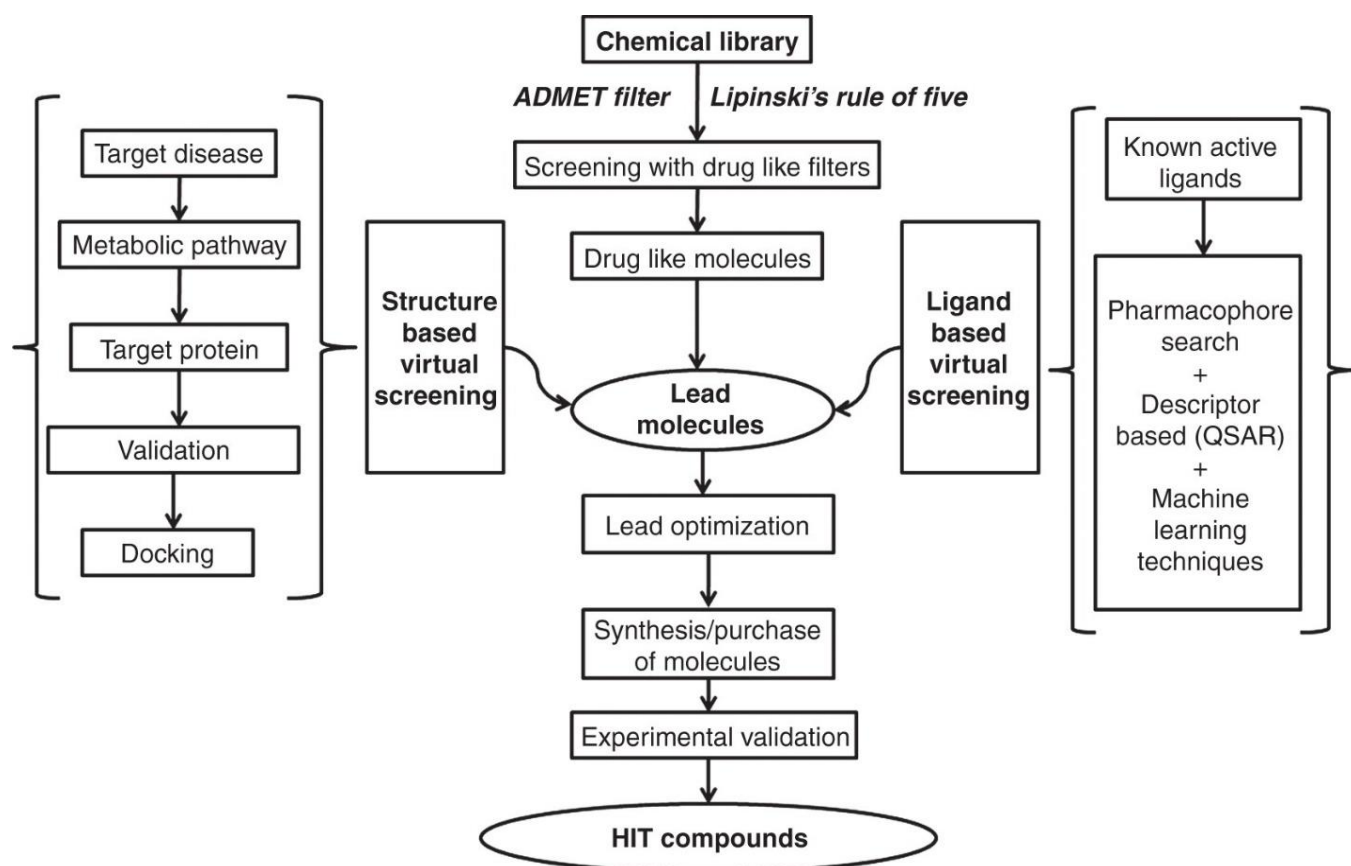 Chemical library
ADMET filter
Lipinski's rule of five
Screening with drug like filters
Drug like molecules
Target disease
Metabolic pathway
Target protein
Validation
Docking
Structure
based
virtual
screening
Lead
molecules
Ligand
based
virtual
screening
Known active
ligands
Pharmacophore
search
+
Descriptor
based (QSAR)
+
Machine
learning
techniques
Lead optimization
Synthesis/purchase
of molecules
Experimental validation
HIT compounds